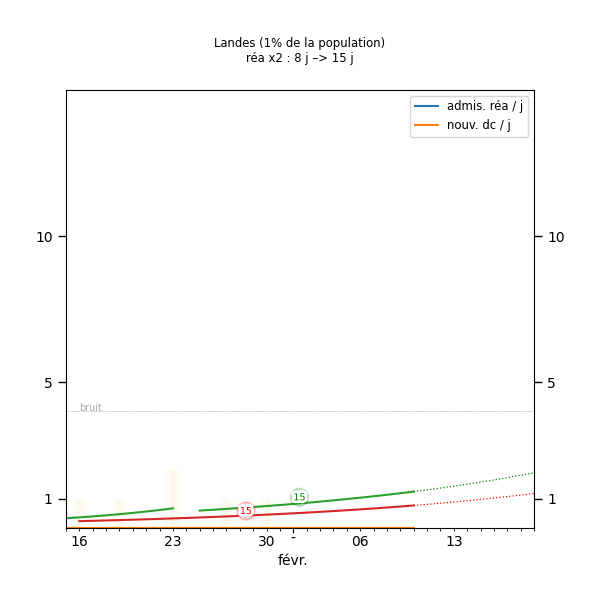 Landes (1% de la population)
réa x2 : 8 j –> 15 j
admis. réa / j
nouv. dc / j
10
10
5
5
bruit
15
15
1
1
16
23
30
-
06
13
févr.